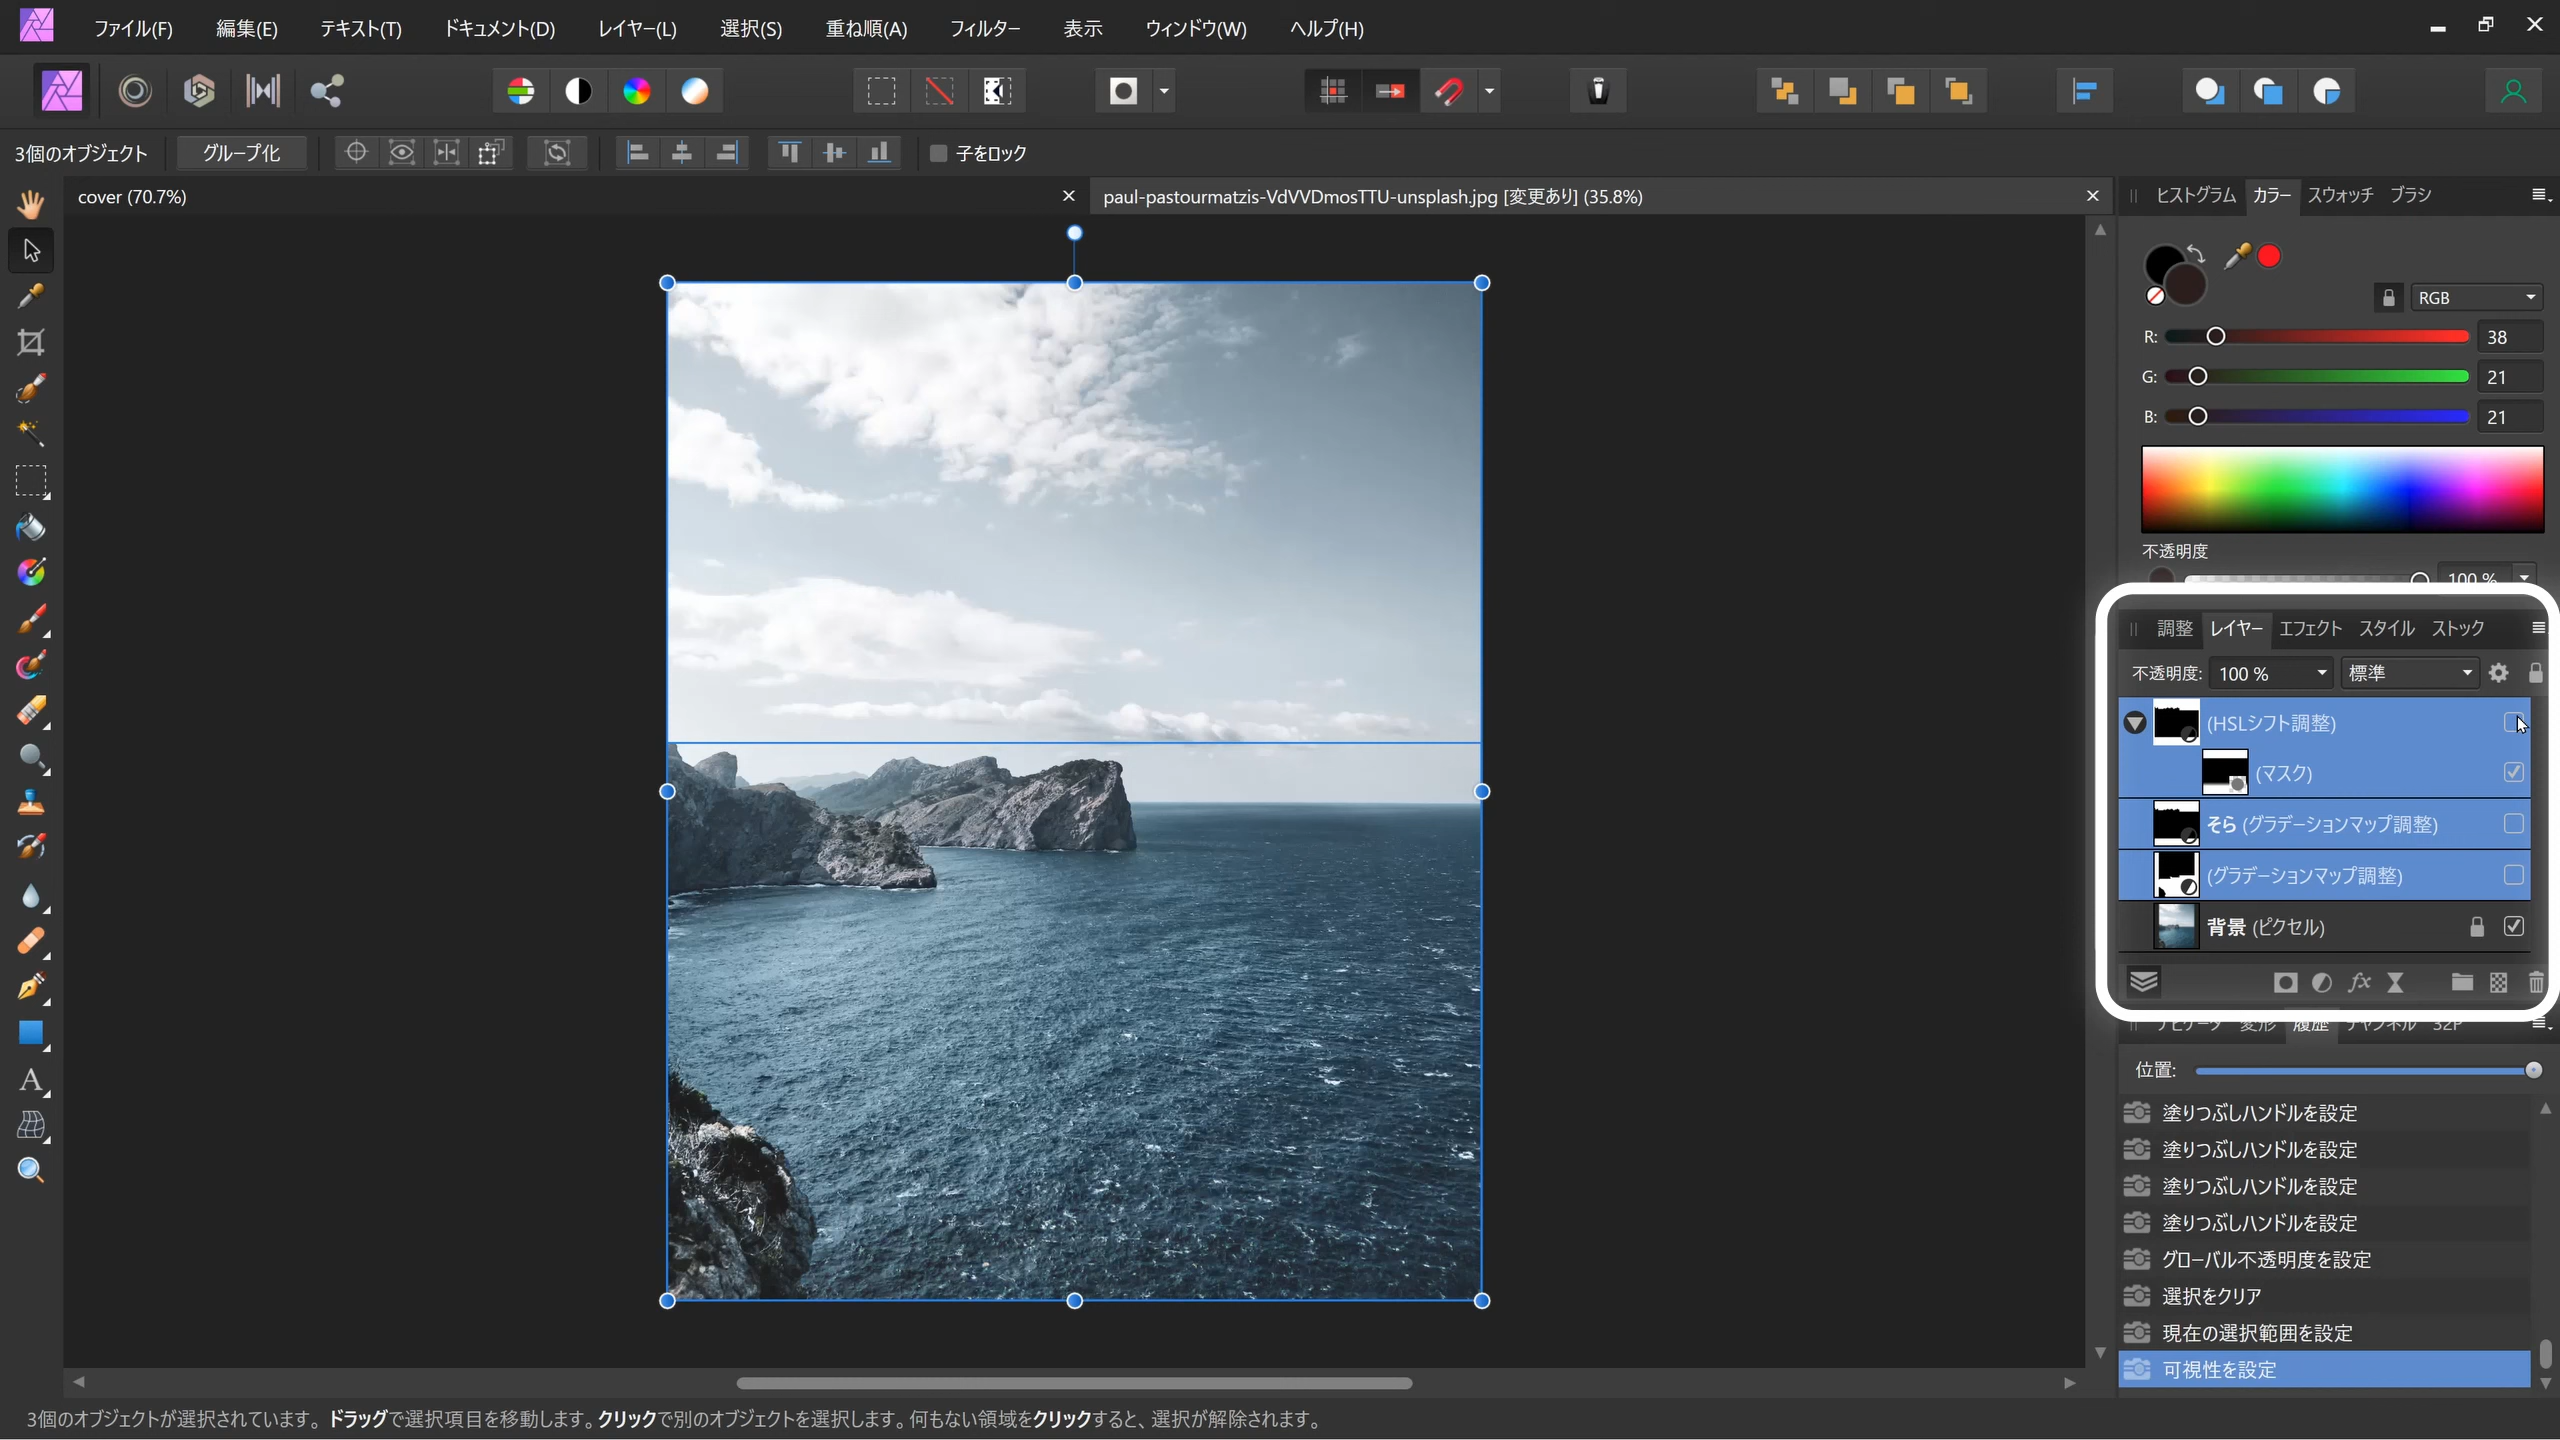 ファイル(F) 編集(E) テキスト(T) ドキュメント(D) レイヤー(L) 選択(S) 重ね順(A) フィルター 表示 ウィンドウ(W) ヘルプ(H)
3個のオブジェクト グループ化 子をロック
cover (70.7%)
paul-pastourmatzis-VdVVDmosTTU-unsplash.jpg [変更あり] (35.8%)
ヒストグラム カラー スウォッチ ブラシ
RGB
R: 38
G: 21
B: 21
不透明度
100 %
調整 レイヤー エフェクト スタイル ストック
不透明度: 100 % 標準
(HSLシフト調整)
(マスク)
そら (グラデーションマップ調整)
(グラデーションマップ調整)
背景 (ピクセル)
fx
ナビゲータ 変形 履歴 チャンネル 32P
位置:
塗りつぶしハンドルを設定
塗りつぶしハンドルを設定
塗りつぶしハンドルを設定
塗りつぶしハンドルを設定
グローバル不透明度を設定
選択をクリア
現在の選択範囲を設定
可視性を設定
A
3個のオブジェクトが選択されています。 ドラッグで選択項目を移動します。クリックで別のオブジェクトを選択します。何もない領域をクリックすると、選択が解除されます。